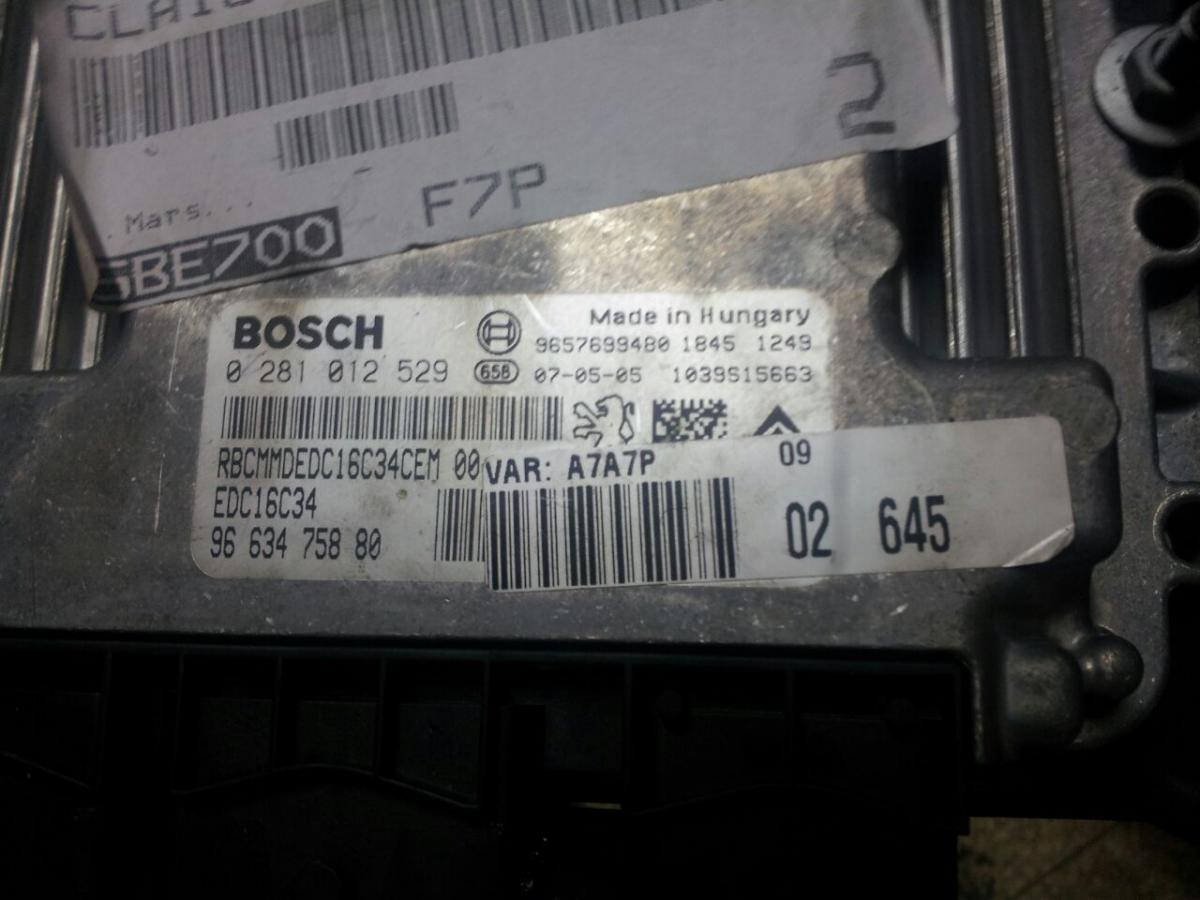 2
Mars...
F7P
BE700
BOSCH
Made in Hungary
9657699480 1845 1249
0 281 012 529
65B
07-05-05 1039S15663
RBCMMDEDC16C34CEM 00
EDC16C34
96 634 758 80
VAR: A7A7P
09
02 645